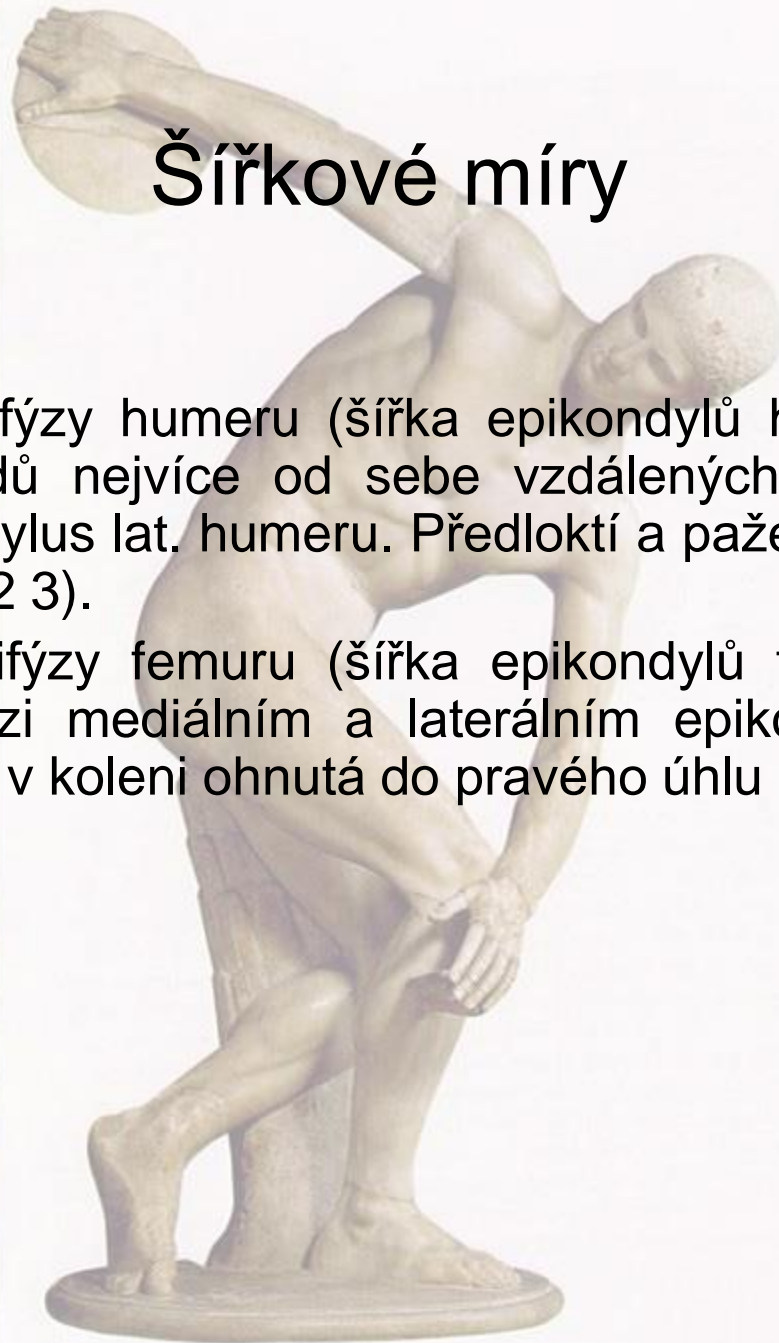 Šířkové míry
fýzy humeru (šířka epikondylů h
dů nejvíce od sebe vzdálených
ylus lat. humeru. Předloktí a paže
2 3).
ifýzy femuru (šířka epikondylů f
zi mediálním a laterálním epiko
v koleni ohnutá do pravého úhlu